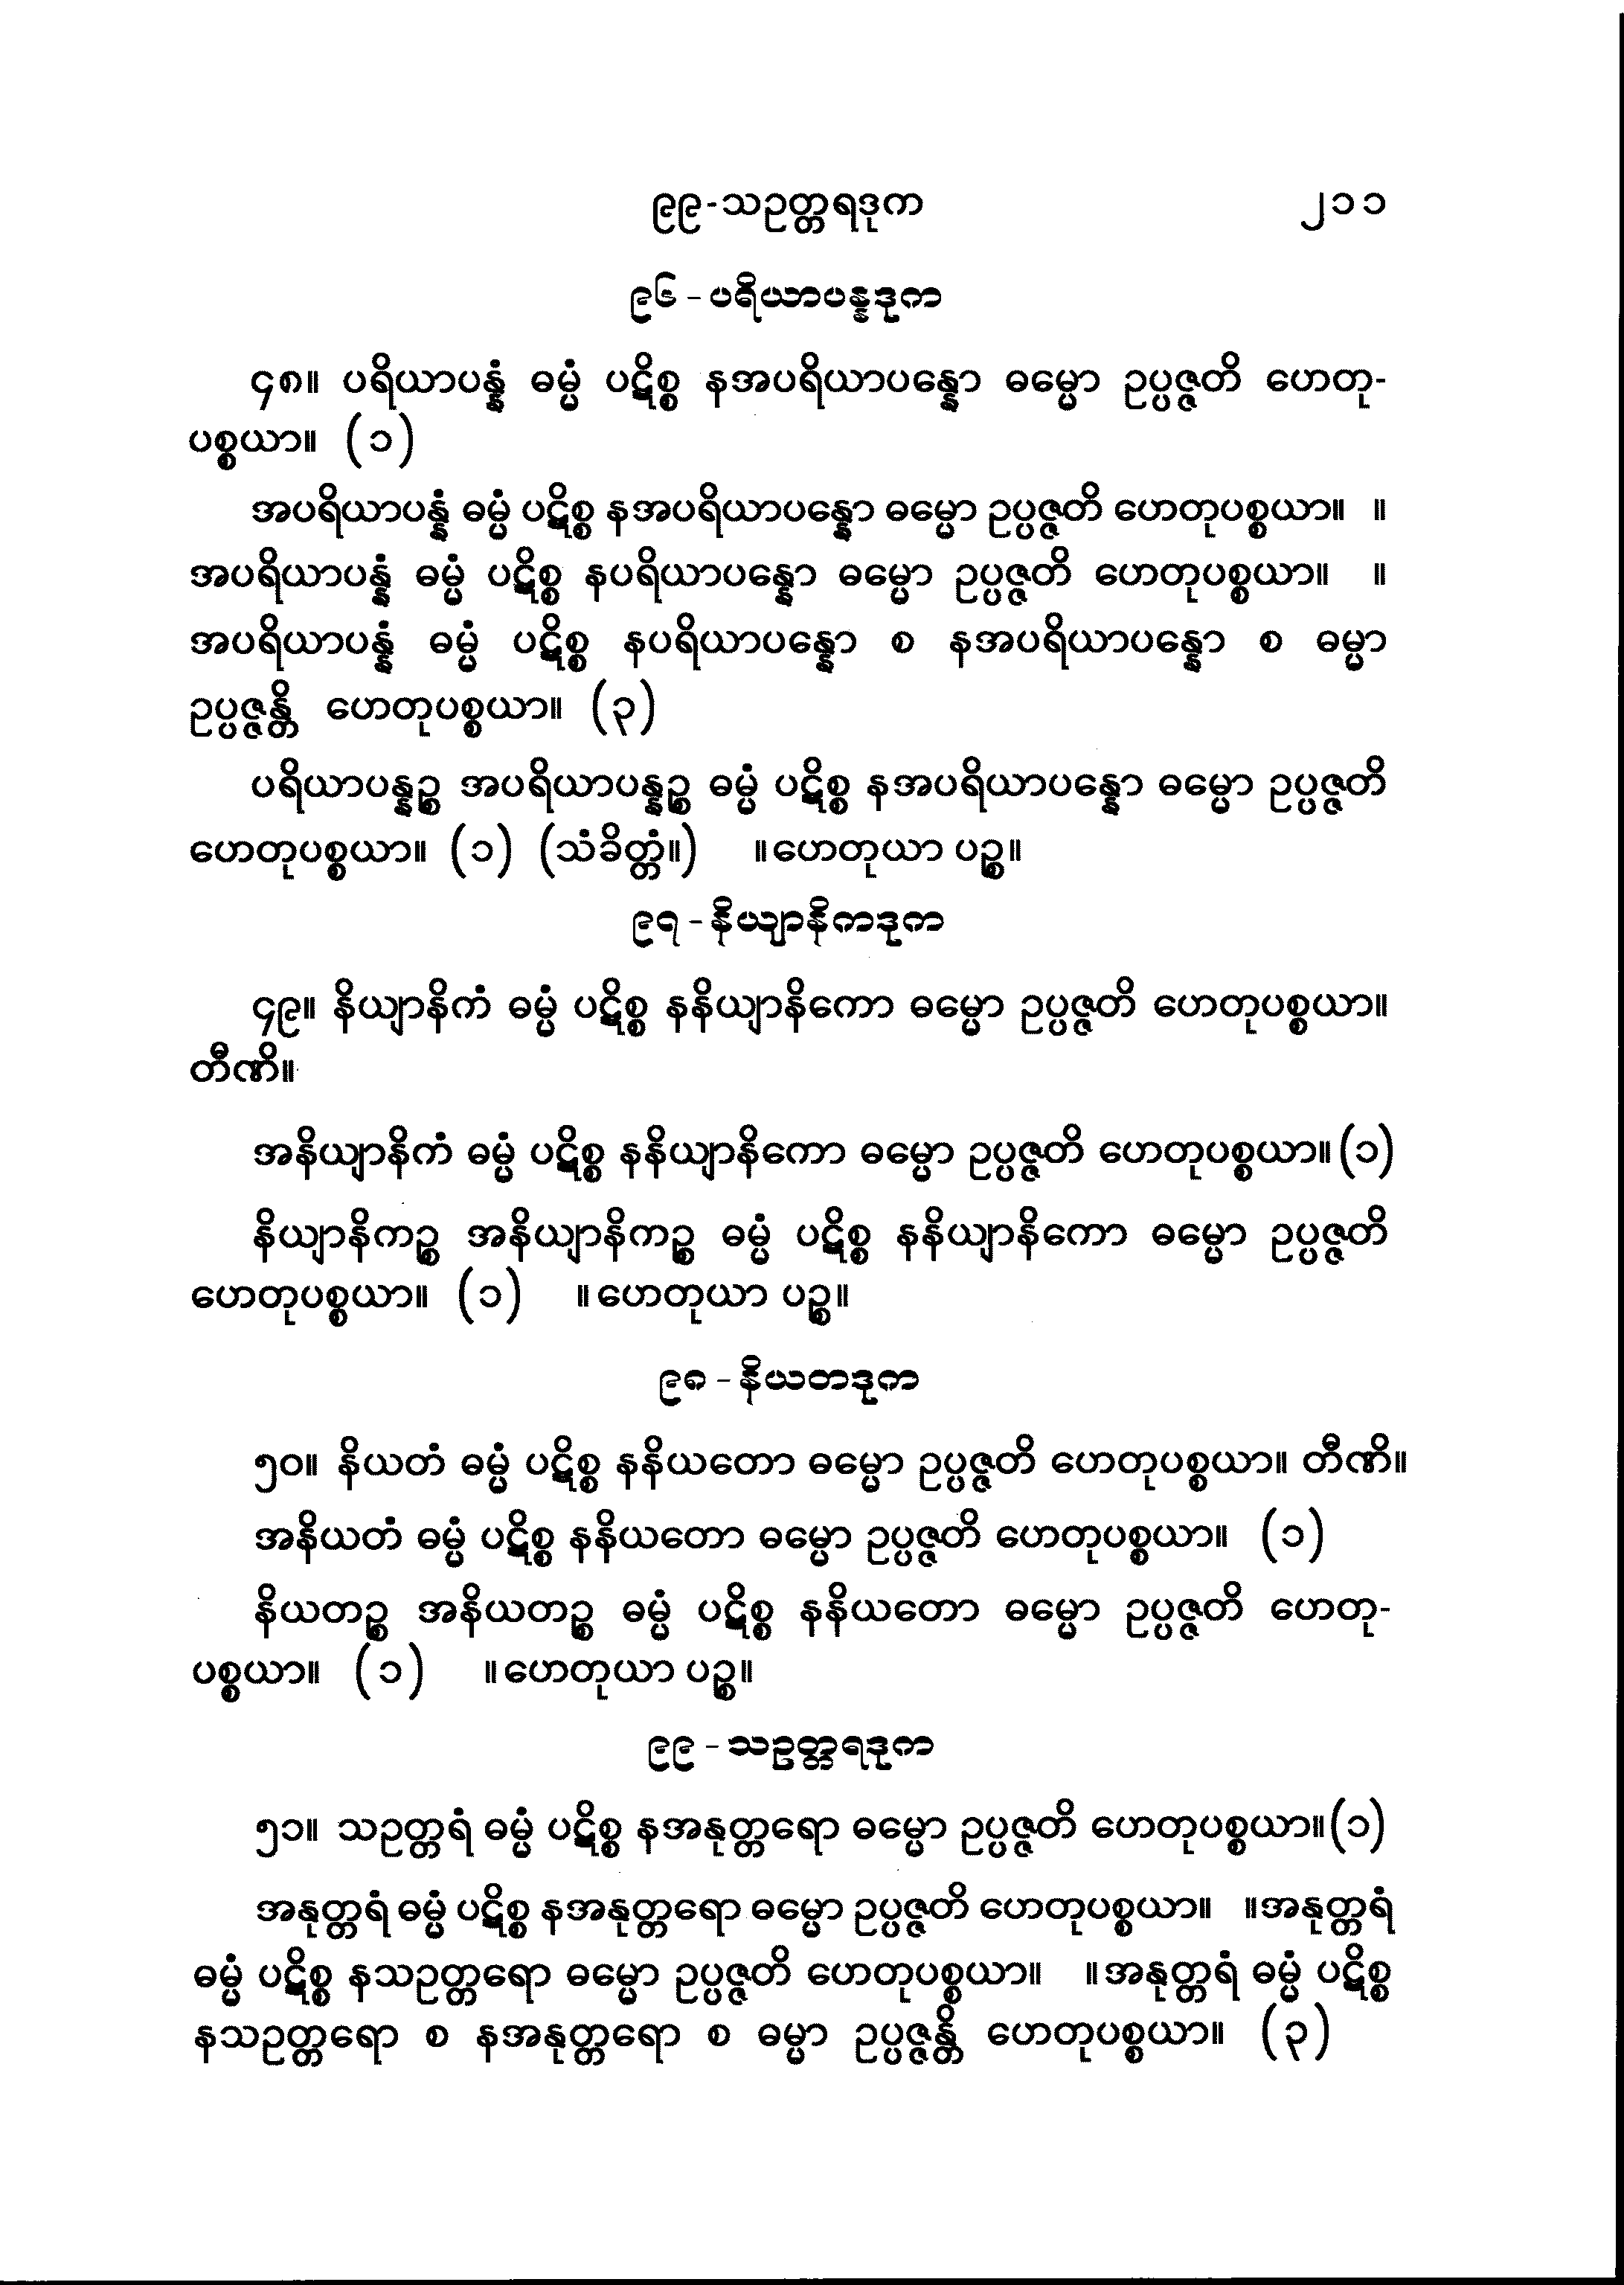 ၉၉-သဥတ္တရဒုက ၂၁၁
၉၆-ပရိယာပန္နဒုက
၄၈။ ပရိယာပန္နံ ဓမ္မံ ပဋိစ္စ နအပရိယာပန္နော ဓမ္မော ဥပ္ပဇ္ဇတိ ဟေတု-
ပစ္စယာ။ (၁)
အပရိယာပန္နံ ဓမ္မံ ပဋိစ္စ နအပရိယာပန္နော ဓမ္မော ဥပ္ပဇ္ဇတိ ဟေတုပစ္စယာ။ ။
အပရိယာပန္နံ ဓမ္မံ ပဋိစ္စ နပရိယာပန္နော ဓမ္မော ဥပ္ပဇ္ဇတိ ဟေတုပစ္စယာ။ ။
အပရိယာပန္နံ ဓမ္မံ ပဋိစ္စ နပရိယာပန္နော စ နအပရိယာပန္နော စ ဓမ္မာ
ဥပ္ပဇ္ဇန္တိ ဟေတုပစ္စယာ။ (၃)
ပရိယာပန္နဉ္စ အပရိယာပန္နဉ္စ ဓမ္မံ ပဋိစ္စ နအပရိယာပန္နော ဓမ္မော ဥပ္ပဇ္ဇတိ
ဟေတုပစ္စယာ။ (၁) (သံခိတ္တံ။) ။ဟေတုယာ ပဉ္စ။
၉၇-နိယျာနိကဒုက
၄၉။ နိယျာနိကံ ဓမ္မံ ပဋိစ္စ နနိယျာနိကော ဓမ္မော ဥပ္ပဇ္ဇတိ ဟေတုပစ္စယာ။
တီဏိ။
အနိယျာနိကံ ဓမ္မံ ပဋိစ္စ နနိယျာနိကော ဓမ္မော ဥပ္ပဇ္ဇတိ ဟေတုပစ္စယာ။(၁)
နိယျာနိကဉ္စ အနိယျာနိကဉ္စ ဓမ္မံ ပဋိစ္စ နနိယျာနိကော ဓမ္မော ဥပ္ပဇ္ဇတိ
ဟေတုပစ္စယာ။ (၁) ။ဟေတုယာ ပဉ္စ။
၉၈-နိယတဒုက
၅၀။ နိယတံ ဓမ္မံ ပဋိစ္စ နနိယတော ဓမ္မော ဥပ္ပဇ္ဇတိ ဟေတုပစ္စယာ။ တီဏိ။
အနိယတံ ဓမ္မံ ပဋိစ္စ နနိယတော ဓမ္မော ဥပ္ပဇ္ဇတိ ဟေတုပစ္စယာ။ (၁)
နိယတဉ္စ အနိယတဉ္စ ဓမ္မံ ပဋိစ္စ နနိယတော ဓမ္မော ဥပ္ပဇ္ဇတိ ဟေတု-
ပစ္စယာ။ (၁) ။ဟေတုယာ ပဉ္စ။
၉၉-သဥတ္တရဒုက
၅၁။ သဥတ္တရံ ဓမ္မံ ပဋိစ္စ နအနုတ္တရော ဓမ္မော ဥပ္ပဇ္ဇတိ ဟေတုပစ္စယာ။(၁)
အနုတ္တရံ ဓမ္မံ ပဋိစ္စ နအနုတ္တရော ဓမ္မော ဥပ္ပဇ္ဇတိ ဟေတုပစ္စယာ။ ။အနုတ္တရံ
ဓမ္မံ ပဋိစ္စ နသဥတ္တရော ဓမ္မော ဥပ္ပဇ္ဇတိ ဟေတုပစ္စယာ။ ။အနုတ္တရံ ဓမ္မံ ပဋိစ္စ
နသဥတ္တရော စ နအနုတ္တရော စ ဓမ္မာ ဥပ္ပဇ္ဇန္တိ ဟေတုပစ္စယာ။ (၃)